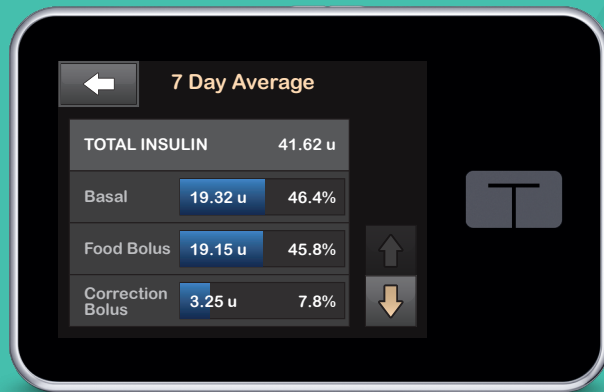 7 Day Average
TOTAL INSULIN 41.62 u
Basal 19.32 u 46.4%
Food Bolus 19.15 u 45.8%
Correction Bolus 3.25 u 7.8%